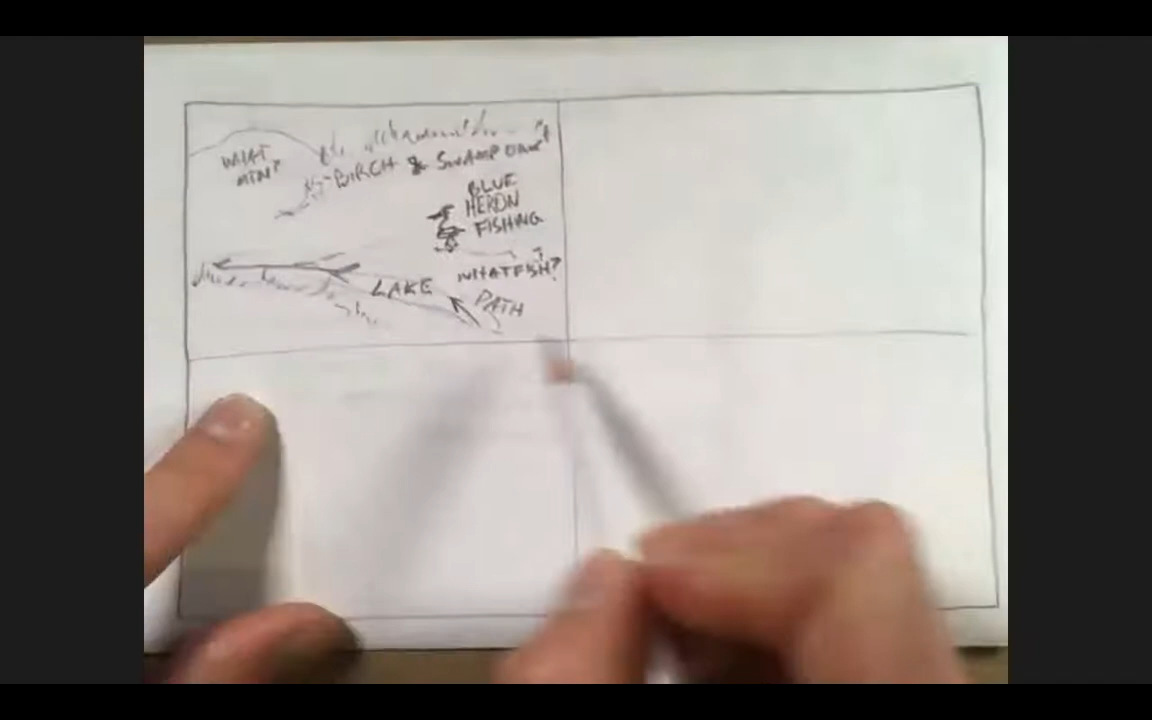 WHAT
MTN?
BIRCH & SWAMP OAK
BLUE
HERON
FISHING
WHAT FISH?
LAKE
PATH